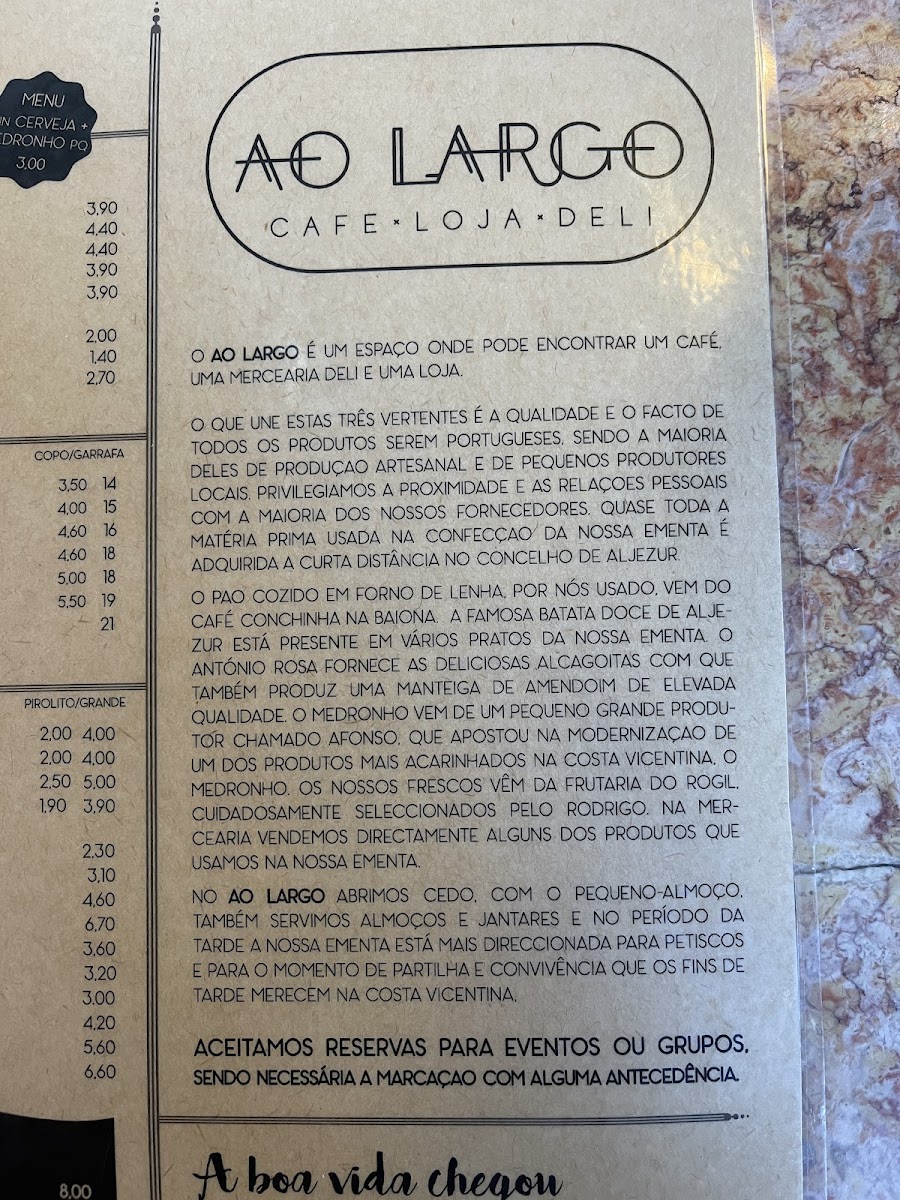 MENU
CERVEJA +
PQ
3,00
3,90
4,40
4,40
3,90
3,90
2,00
1,40
2,70
COPO/GARRAFA
3,50 14
4,00 15
4,60 16
4,60 18
5,00 18
5,50 19
21
PIROLITO/GRANDE
2,00 4,00
2,00 4,00
2,50 5,00
1,90 3,90
2,30
3,10
4,60
6,70
3,60
3,20
3,00
4,20
5,60
6,60
8,00
AO LARGO
CAFE × LOJA × DELI
O AO LARGO É UM ESPAÇO ONDE PODE ENCONTRAR UM CAFÉ,
UMA MERCEARIA DELI E UMA LOJA.
O QUE UNE ESTAS TRÊS VERTENTES É A QUALIDADE E O FACTO DE
TODOS OS PRODUTOS SEREM PORTUGUESES, SENDO A MAIORIA
DELES DE PRODUÇAO ARTESANAL E DE PEQUENOS PRODUTORES
LOCAIS. PRIVILEGIAMOS A PROXIMIDADE E AS RELAÇOES PESSOAIS
COM A MAIORIA DOS NOSSOS FORNECEDORES. QUASE TODA A
MATÉRIA PRIMA USADA NA CONFECÇAO DA NOSSA EMENTA É
ADQUIRIDA A CURTA DISTÂNCIA NO CONCELHO DE ALJEZUR.
O PAO COZIDO EM FORNO DE LENHA, POR NÓS USADO, VEM DO
CAFÉ CONCHINHA NA BAIONA. A FAMOSA BATATA DOCE DE ALJE-
ZUR ESTÁ PRESENTE EM VÁRIOS PRATOS DA NOSSA EMENTA. O
ANTÓNIO ROSA FORNECE AS DELICIOSAS ALCAGOITAS COM QUE
TAMBÉM PRODUZ UMA MANTEIGA DE AMENDOIM DE ELEVADA
QUALIDADE. O MEDRONHO VEM DE UM PEQUENO GRANDE PRODU-
TOR CHAMADO AFONSO, QUE APOSTOU NA MODERNIZAÇAO DE
UM DOS PRODUTOS MAIS ACARINHADOS NA COSTA VICENTINA, O
MEDRONHO. OS NOSSOS FRESCOS VÊM DA FRUTARIA DO ROGIL,
CUIDADOSAMENTE SELECCIONADOS PELO RODRIGO. NA MER-
CEARIA VENDEMOS DIRECTAMENTE ALGUNS DOS PRODUTOS QUE
USAMOS NA NOSSA EMENTA.
NO AO LARGO ABRIMOS CEDO, COM O PEQUENO-ALMOÇO.
TAMBÉM SERVIMOS ALMOÇOS E JANTARES E NO PERÍODO DA
TARDE A NOSSA EMENTA ESTÁ MAIS DIRECCIONADA PARA PETISCOS
E PARA O MOMENTO DE PARTILHA E CONVIVÊNCIA QUE OS FINS DE
TARDE MERECEM NA COSTA VICENTINA.
ACEITAMOS RESERVAS PARA EVENTOS OU GRUPOS,
SENDO NECESSÁRIA A MARCAÇAO COM ALGUMA ANTECEDÊNCIA.
A boa vida chegou